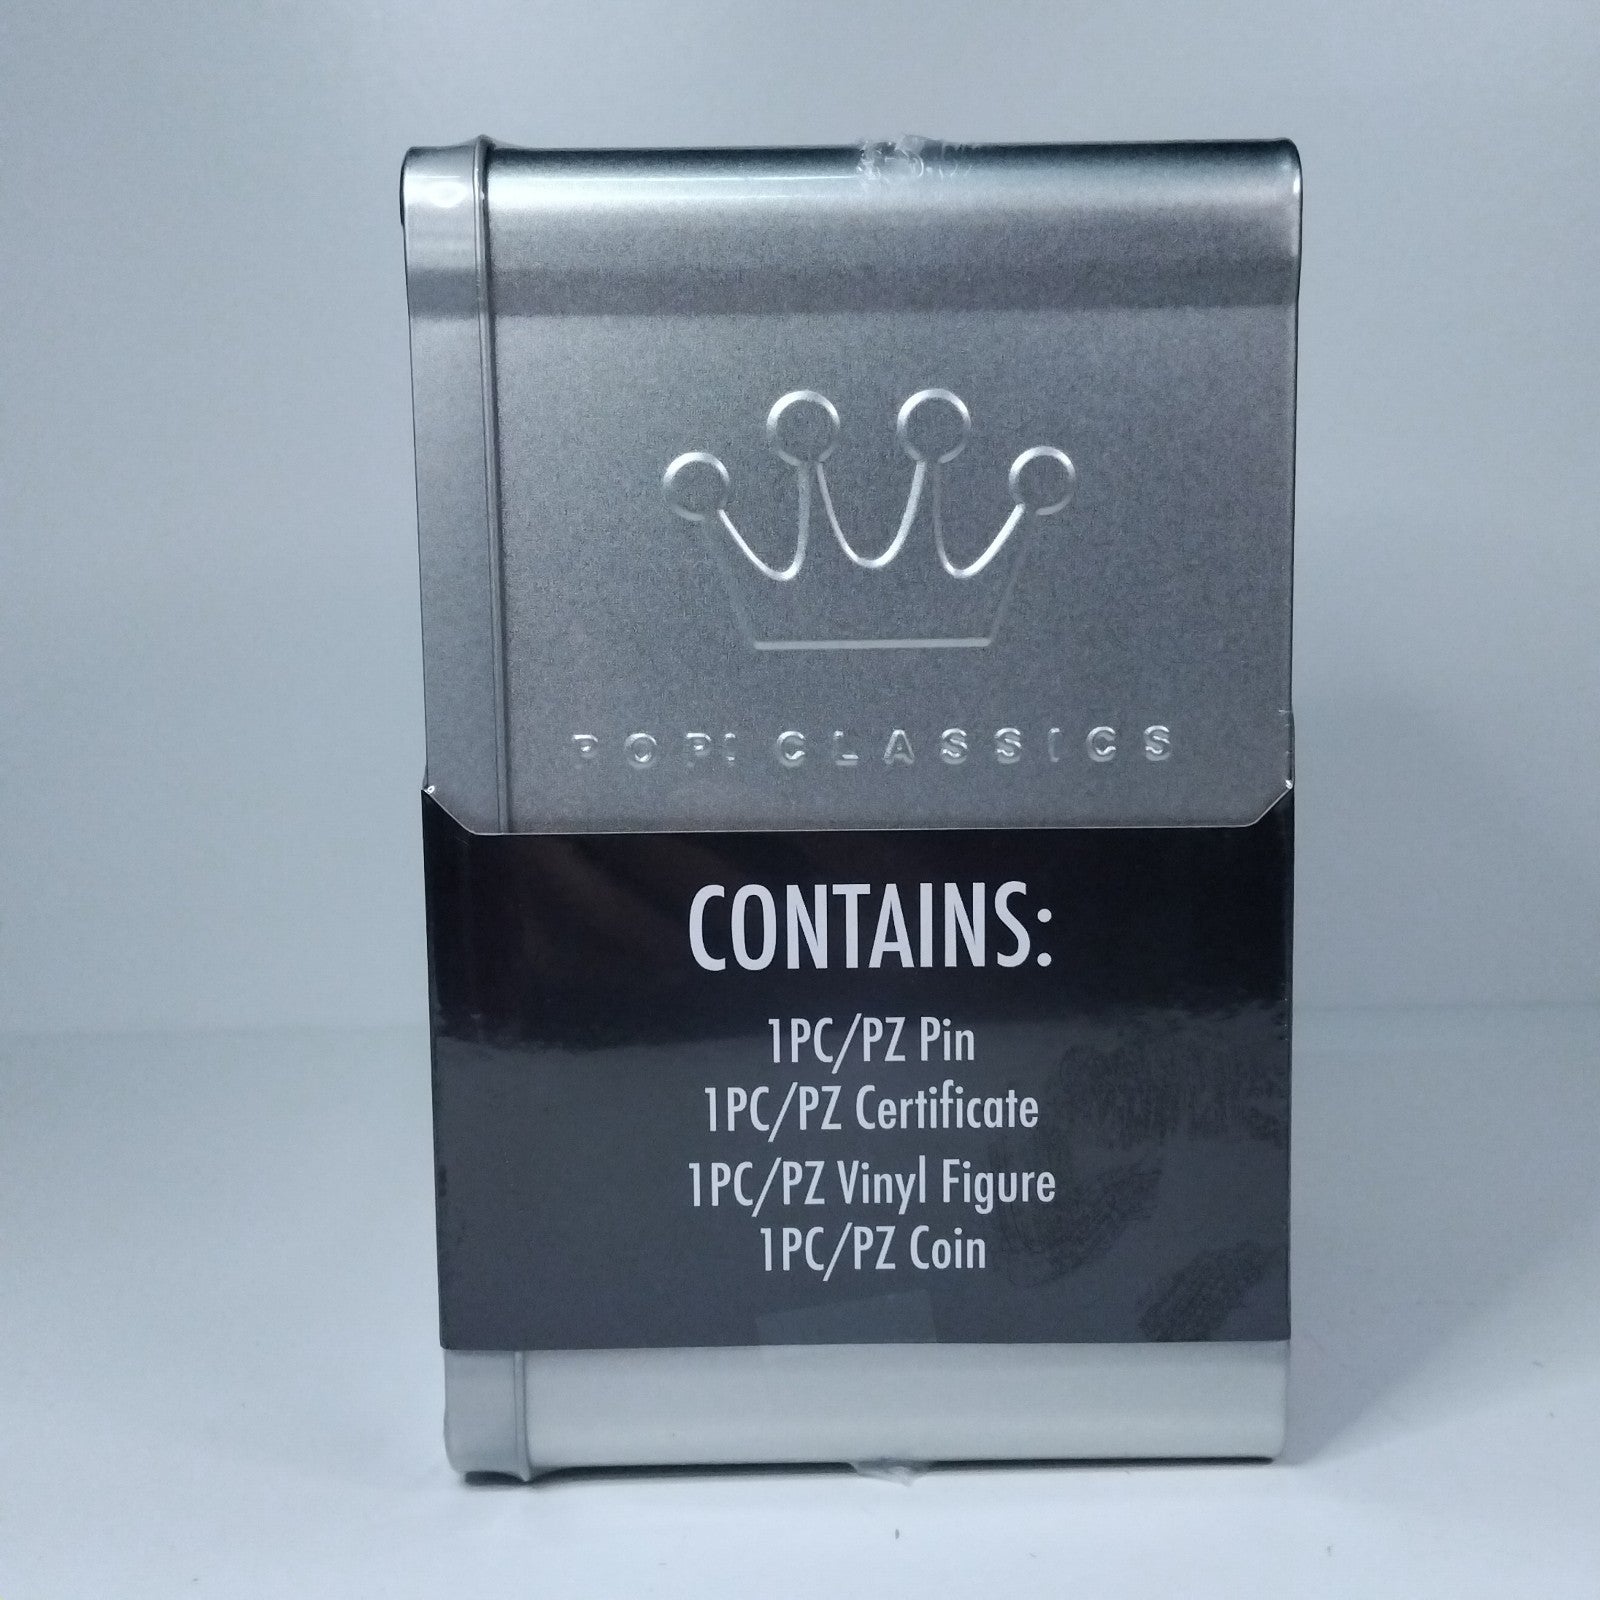 POP! CLASSICS
CONTAINS:
1PC/PZ Pin
1PC/PZ Certificate
1PC/PZ Vinyl Figure
1PC/PZ Coin